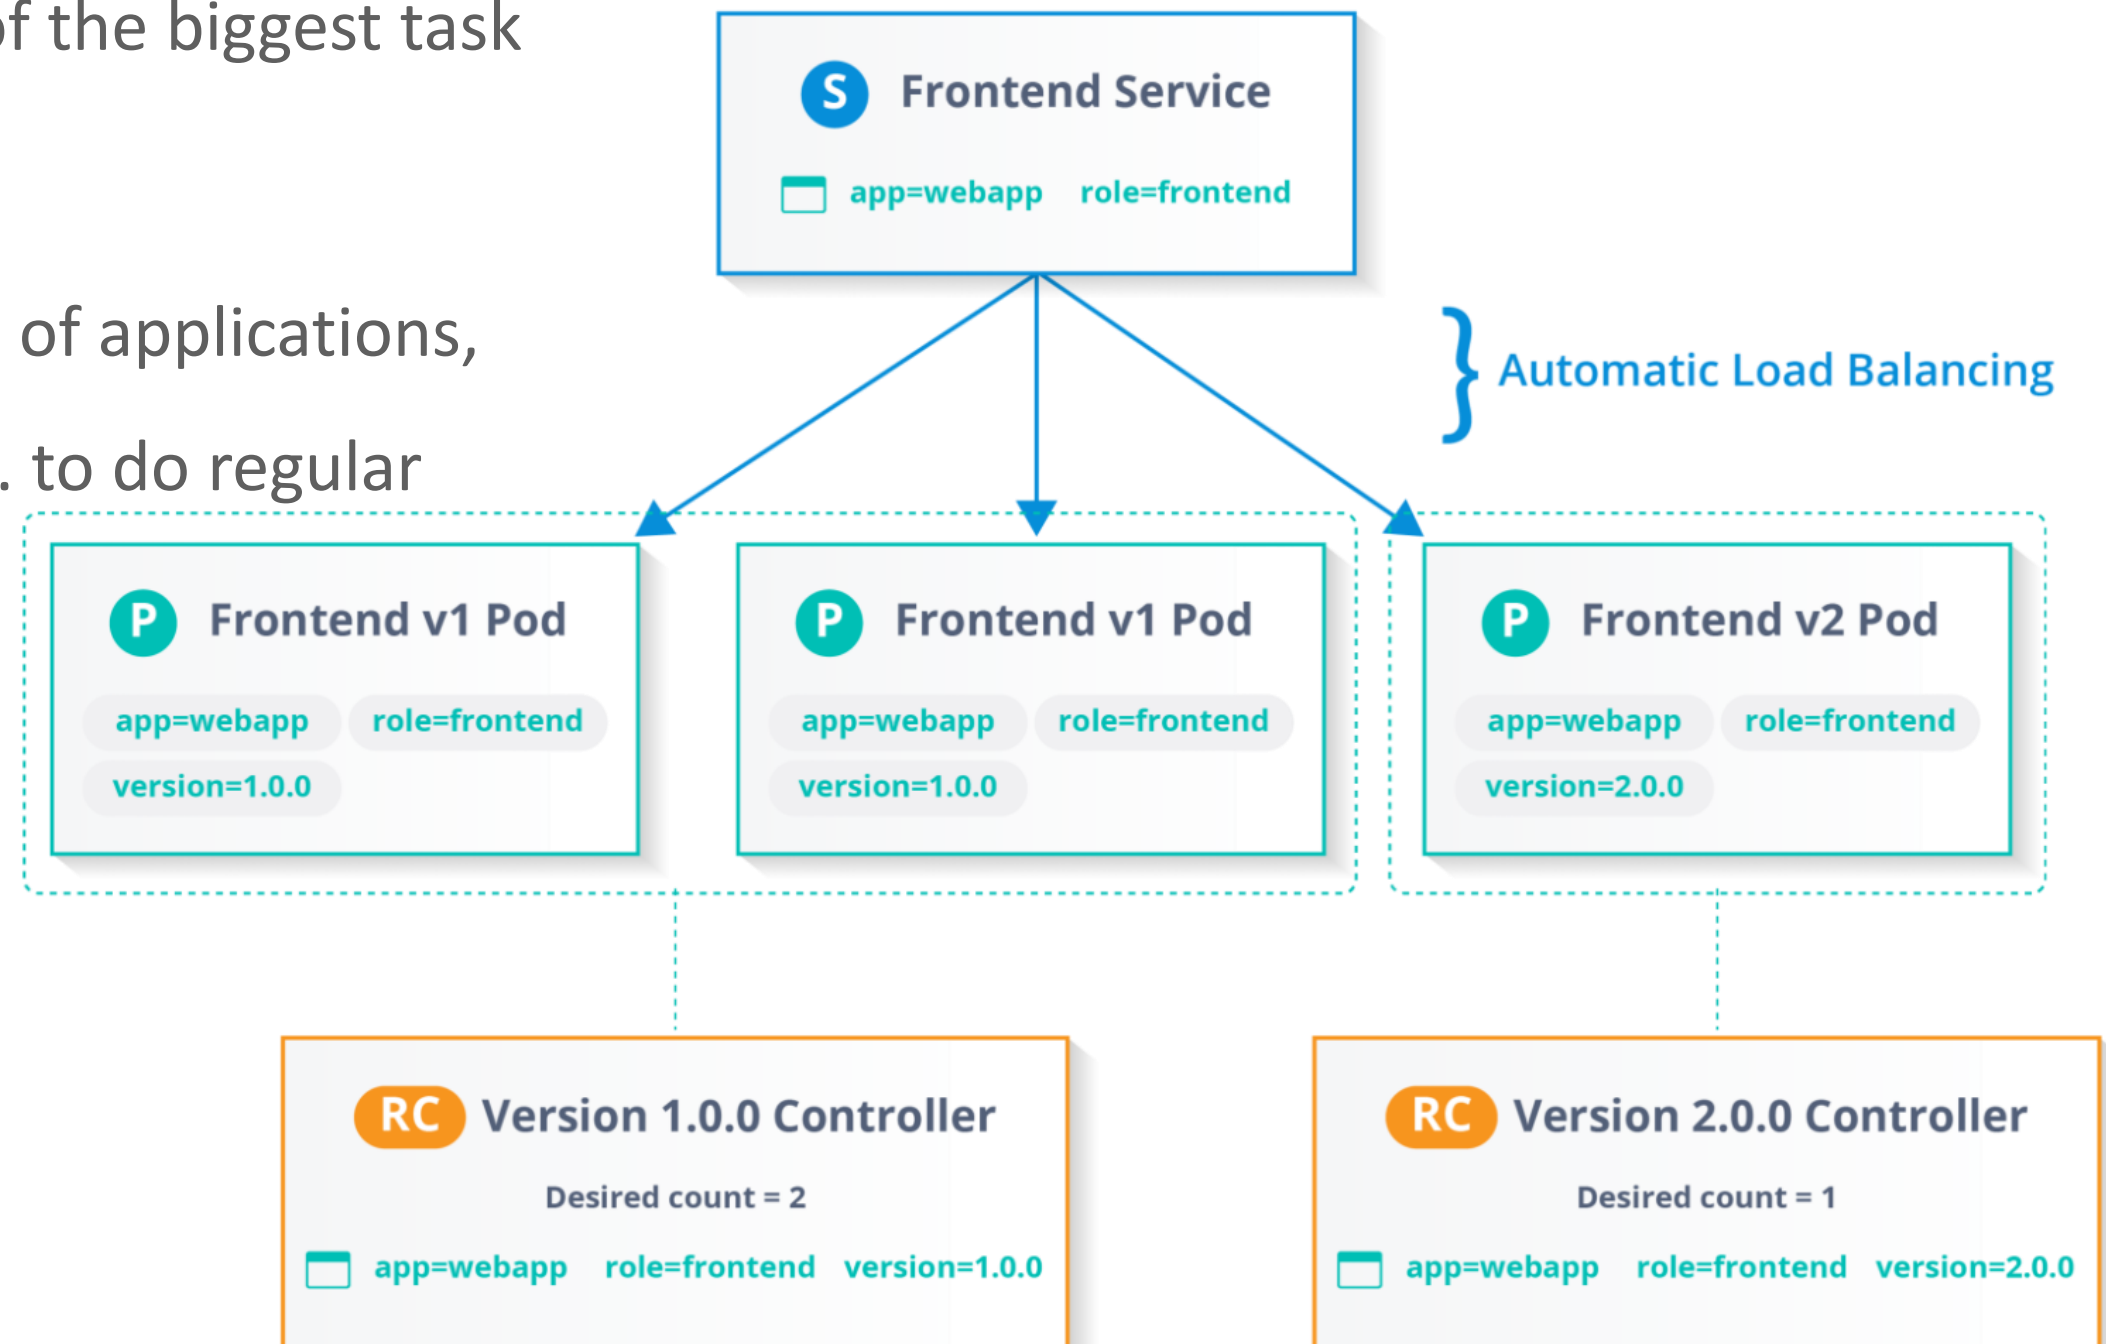 of the biggest task
of applications,
. to do regular
S Frontend Service
app=webapp role=frontend
} Automatic Load Balancing
P Frontend v1 Pod
app=webapp role=frontend
version=1.0.0
P Frontend v1 Pod
app=webapp role=frontend
version=1.0.0
P Frontend v2 Pod
app=webapp role=frontend
version=2.0.0
RC Version 1.0.0 Controller
Desired count = 2
app=webapp role=frontend version=1.0.0
RC Version 2.0.0 Controller
Desired count = 1
app=webapp role=frontend version=2.0.0